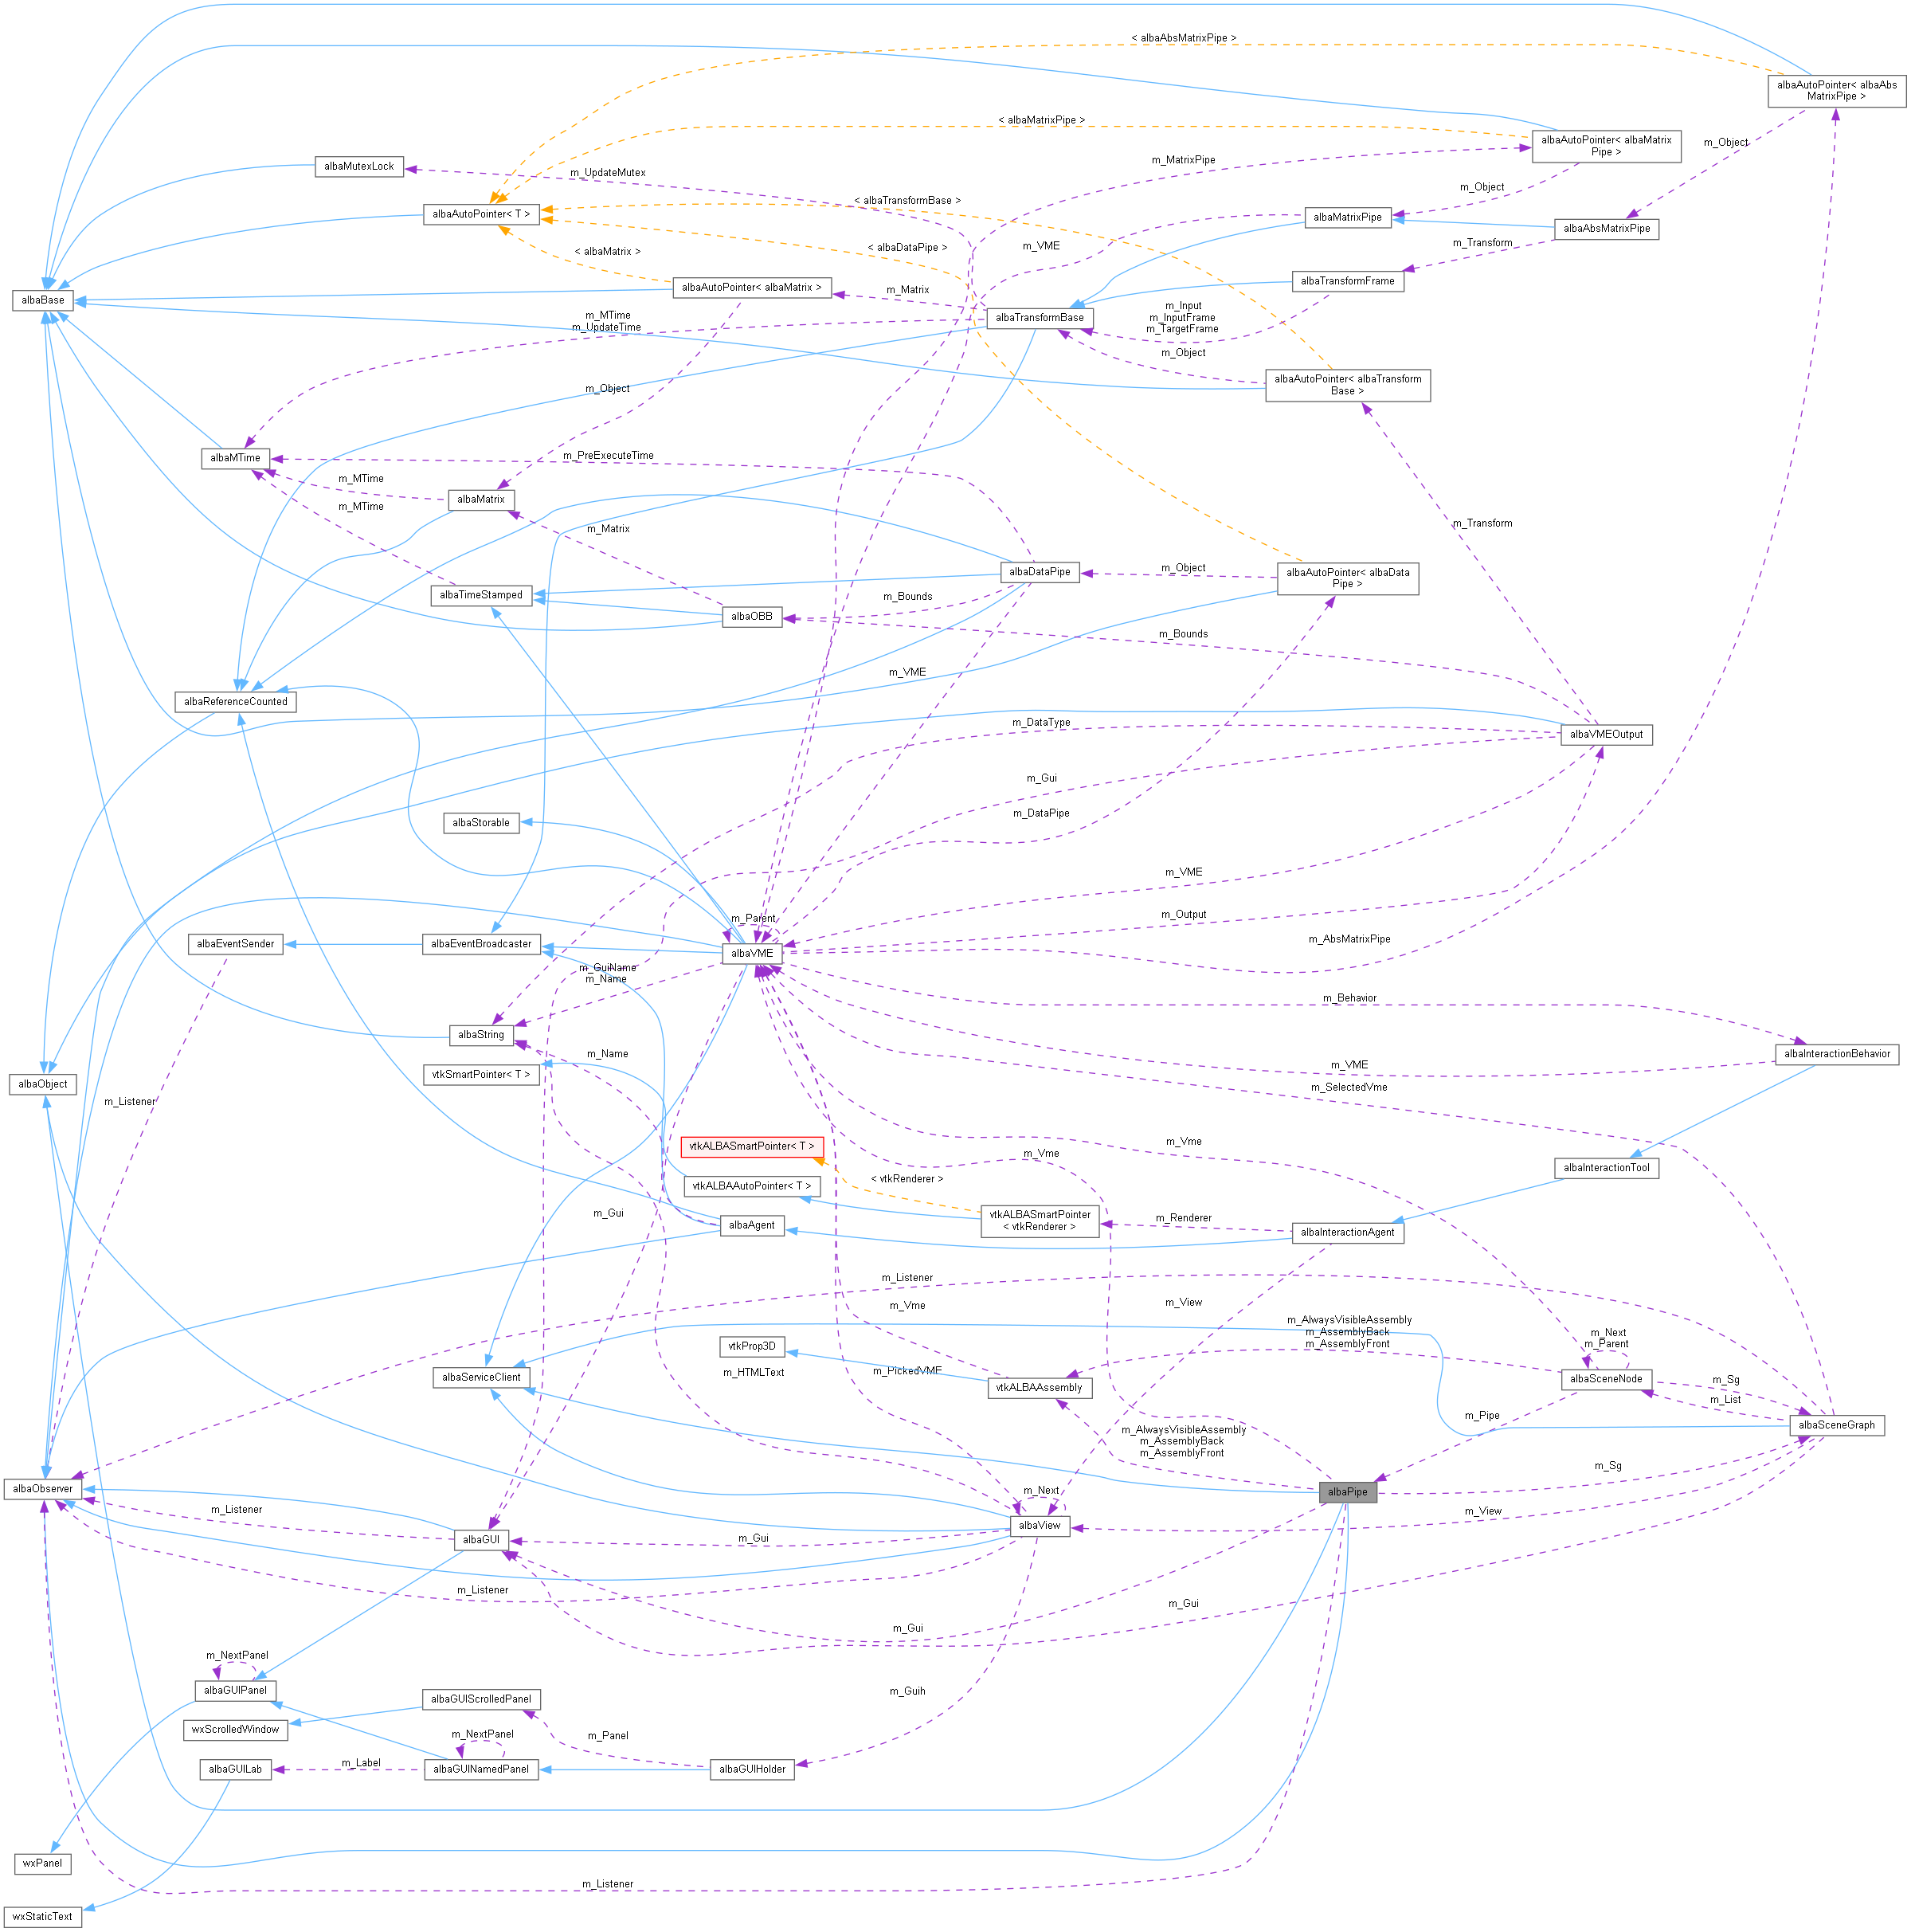 < albaAbsMatrixPipe >
albaAutoPointer< albaAbs
MatrixPipe >
< albaMatrixPipe >
albaAutoPointer< albaMatrix
Pipe >
m_Object
m_MatrixPipe
albaMutexLock
m_UpdateMutex
m_Object
< albaTransformBase >
albaAutoPointer< T >
albaMatrixPipe
albaAbsMatrixPipe
< albaMatrix >
< albaDataPipe >
m_VME
m_Transform
albaBase
albaAutoPointer< albaMatrix >
m_Matrix
albaTransformFrame
m_MTime
m_UpdateTime
albaTransformBase
m_Input
m_InputFrame
m_TargetFrame
m_Object
albaAutoPointer< albaTransform
Base >
m_Object
albaMTime
m_PreExecuteTime
m_MTime
albaMatrix
m_MTime
m_Matrix
m_Transform
albaDataPipe
m_Object
albaAutoPointer< albaData
Pipe >
albaTimeStamped
m_Bounds
albaOBB
m_Bounds
m_VME
albaReferenceCounted
m_DataType
albaVMEOutput
m_Gui
m_DataPipe
albaStorable
m_VME
m_Parent
m_Output
albaEventSender
albaEventBroadcaster
albaVME
m_AbsMatrixPipe
m_GuiName
m_Name
m_Behavior
albaString
m_Name
albaInteractionBehavior
m_VME
vtkSmartPointer< T >
albaObject
m_SelectedVme
m_Listener
vtkALBASmartPointer< T >
m_Vme
m_Vme
albaInteractionTool
< vtkRenderer >
vtkALBAAutoPointer< T >
vtkALBASmartPointer
< vtkRenderer >
m_Renderer
m_Gui
albaAgent
albaInteractionAgent
m_Listener
m_View
m_Vme
m_AlwaysVisibleAssembly
m_AssemblyBack
m_AssemblyFront
m_Next
m_Parent
vtkProp3D
albaServiceClient
m_HTMLText
m_PickedVME
vtkALBAAssembly
albaSceneNode
m_Sg
m_List
m_Pipe
albaSceneGraph
m_AlwaysVisibleAssembly
m_AssemblyBack
m_AssemblyFront
m_Sg
albaObserver
albaPipe
m_Next
m_Listener
m_View
albaView
albaGUI
m_Gui
m_Listener
m_Gui
m_Gui
m_NextPanel
albaGUIPanel
albaGUIScrolledPanel
m_Guih
wxScrolledWindow
m_NextPanel
m_Panel
m_Label
albaGUILab
albaGUINamedPanel
albaGUIHolder
wxPanel
m_Listener
wxStaticText